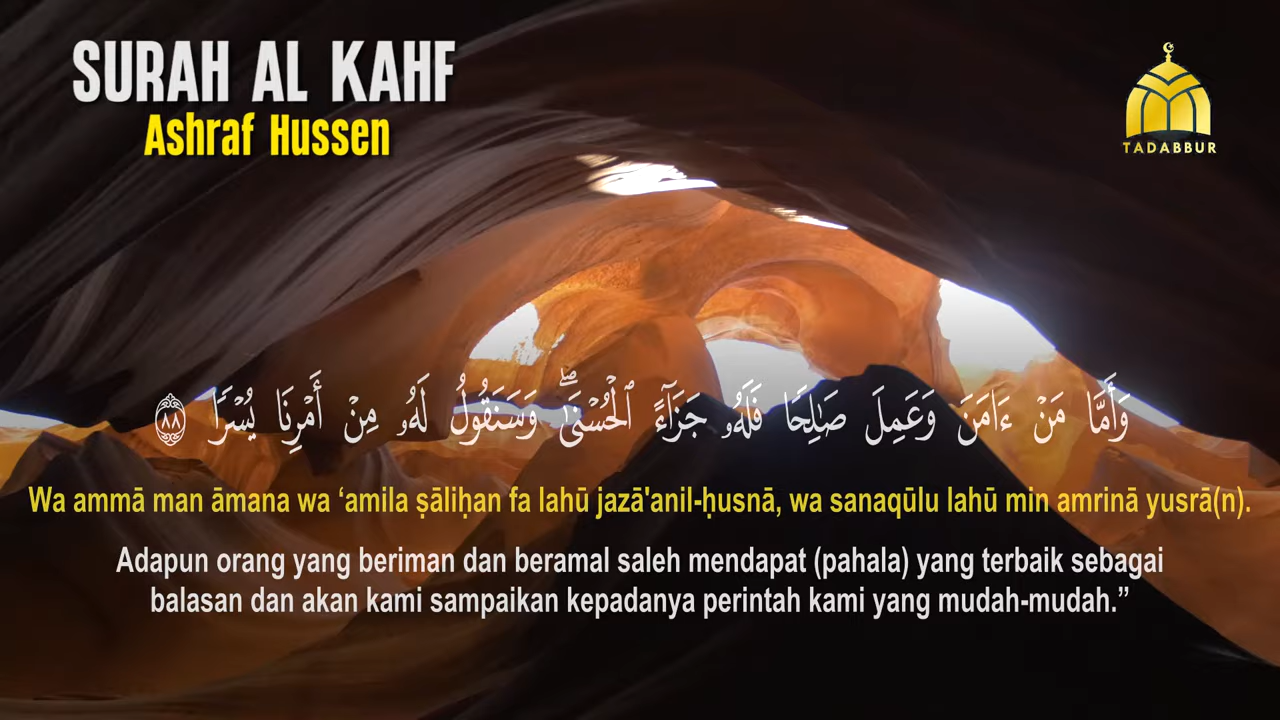 SURAH AL KAHF
Ashraf Hussen
TADABBUR
وَأَمَّا مَنْ ءَامَنَ وَعَمِلَ صَٰلِحًا فَلَهُۥ جَزَآءً ٱلْحُسْنَىٰ ۖ وَسَنَقُولُ لَهُۥ مِنْ أَمْرِنَا يُسْرًا ٨٨
Wa ammā man āmana wa ‘amila ṣāliḥan fa lahū jazā'anil-ḥusnā, wa sanaqūlu lahū min amrinā yusrā(n).
Adapun orang yang beriman dan beramal saleh mendapat (pahala) yang terbaik sebagai
balasan dan akan kami sampaikan kepadanya perintah kami yang mudah-mudah.”